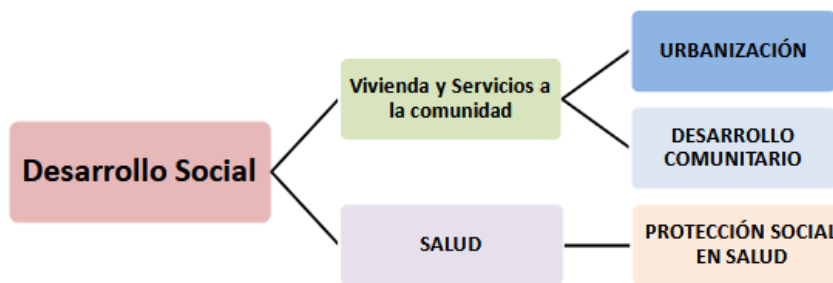 Desarrollo Social
Vivienda y Servicios a
la comunidad
URBANIZACIÓN
DESARROLLO
COMUNITARIO
SALUD
PROTECCIÓN SOCIAL
EN SALUD